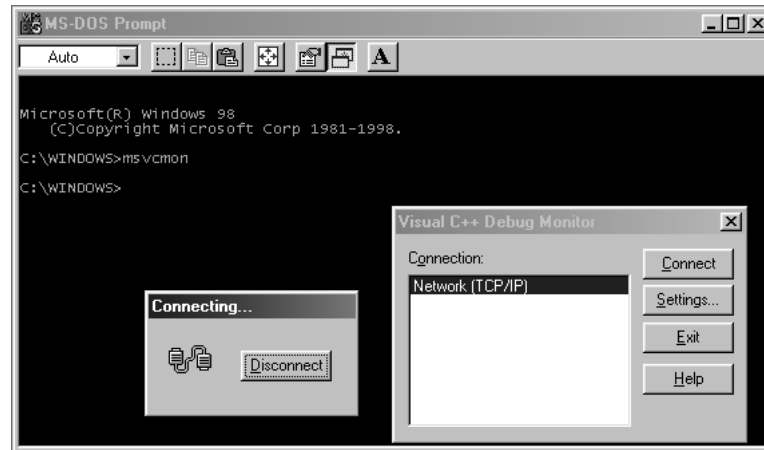 MS-DOS Prompt
Auto
A
Microsoft(R) Windows 98
(C)Copyright Microsoft Corp 1981-1998.
C:\WINDOWS>msvcmon
C:\WINDOWS>
Visual C++ Debug Monitor
Connection:
Network (TCP/IP)
Connect
Settings...
Exit
Help
Connecting...
Disconnect